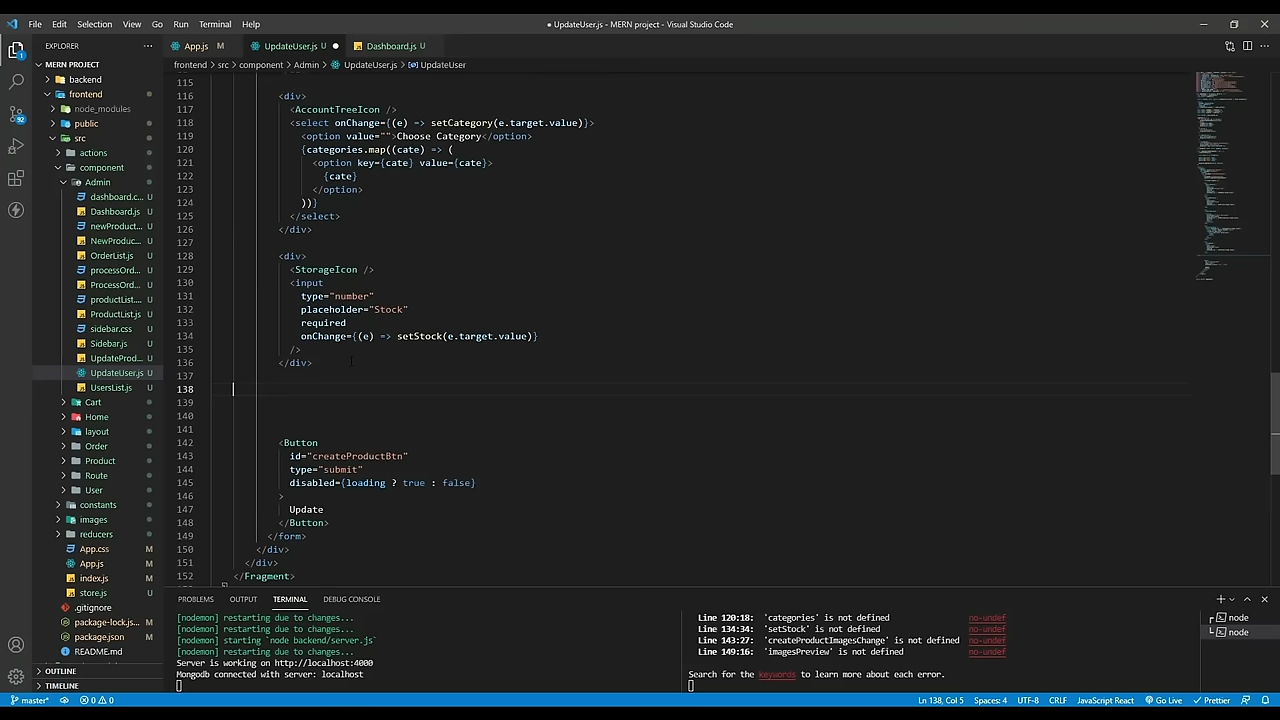 File Edit Selection View Go Run Terminal Help
● UpdateUser.js - MERN project - Visual Studio Code
EXPLORER
App.js M
UpdateUser.js U ●
Dashboard.js U
MERN PROJECT
frontend > src > component > Admin > UpdateUser.js > UpdateUser
backend
frontend
node_modules
public
src
actions
component
Admin
dashboard.c... U
Dashboard.js U
newProduct... U
NewProduc... U
OrderList.js U
processOrd... U
ProcessOrd... U
productList.... U
ProductList.js U
sidebar.css U
Sidebar.js U
UpdateProd... U
UpdateUser.js U
UsersList.js U
Cart
Home
layout
Order
Product
Route
User
constants
images
reducers
App.css M
App.js M
index.js M
store.js M
.gitignore
package-lock.js... M
package.json M
README.md
OUTLINE
TIMELINE
115
116 <div>
117 <AccountTreeIcon />
118 <select onChange={(e) => setCategory(e.target.value)}>
119 <option value="">Choose Category</option>
120 {categories.map((cate) => (
121 <option key={cate} value={cate}>
122 {cate}
123 </option>
124 ))}
125 </select>
126 </div>
127
128 <div>
129 <StorageIcon />
130 <input
131 type="number"
132 placeholder="Stock"
133 required
134 onChange={(e) => setStock(e.target.value)}
135 />
136 </div>
137
138
139
140
141
142 <Button
143 id="createProductBtn"
144 type="submit"
145 disabled={loading ? true : false}
146 >
147 Update
148 </Button>
149 </form>
150 </div>
151 </div>
152 </Fragment>
PROBLEMS OUTPUT TERMINAL DEBUG CONSOLE
[nodemon] restarting due to changes...
[nodemon] restarting due to changes...
[nodemon] starting `node backend/server.js`
[nodemon] restarting due to changes...
Server is working on http://localhost:4000
Mongodb connected with server: localhost
Line 120:18: 'categories' is not defined no-undef
Line 134:34: 'setStock' is not defined no-undef
Line 143:27: 'createProductImagesChange' is not defined no-undef
Line 149:16: 'imagesPreview' is not defined no-undef
Search for the keywords to learn more about each error.
node
node
master* 0 0
Ln 138, Col 5 Spaces: 4 UTF-8 CRLF JavaScript React Go Live Prettier